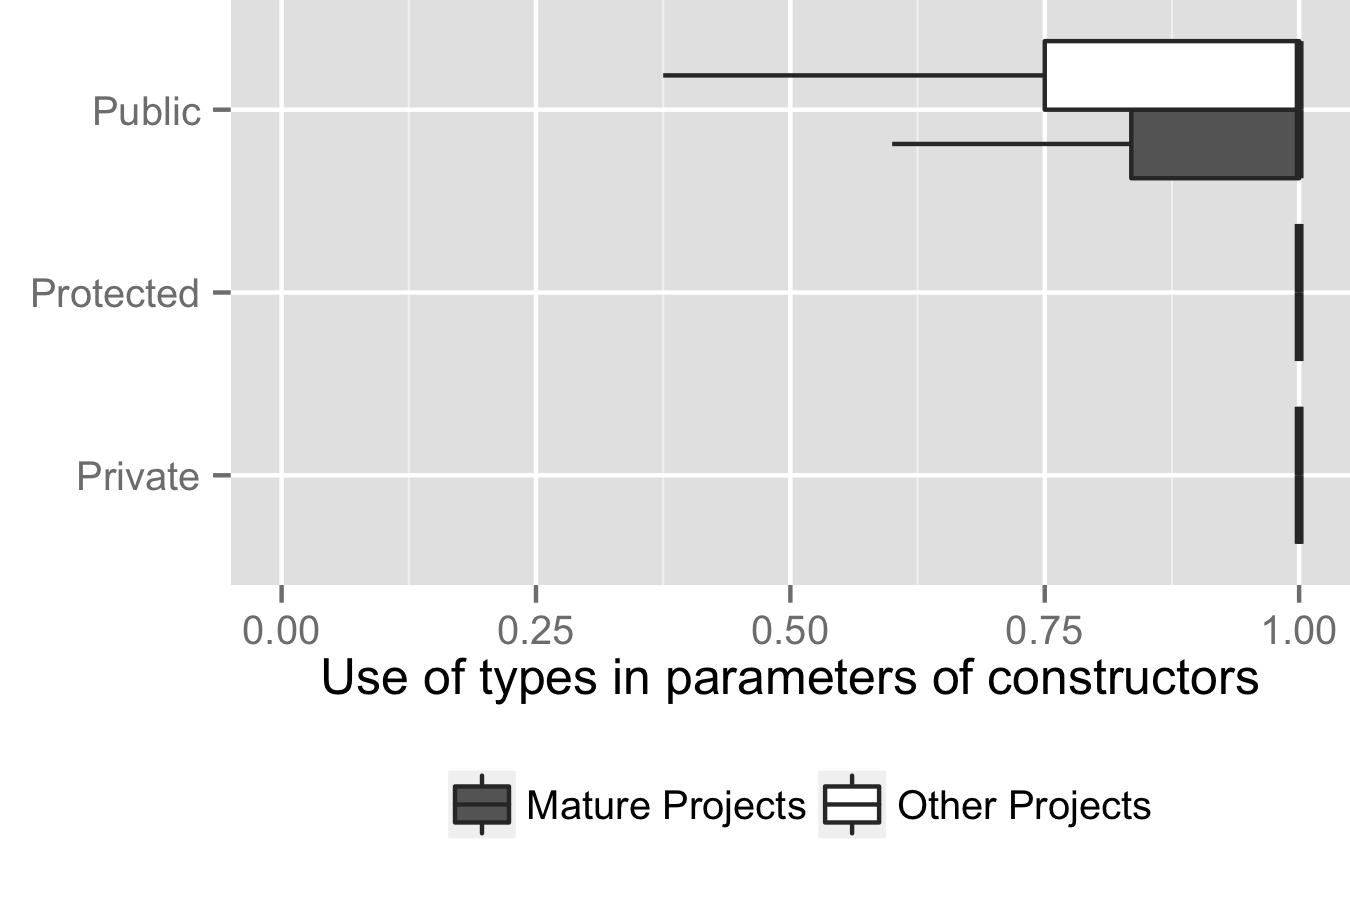 Public
Protected
Private
0.00 0.25 0.50 0.75 1.00
Use of types in parameters of constructors
Mature Projects Other Projects